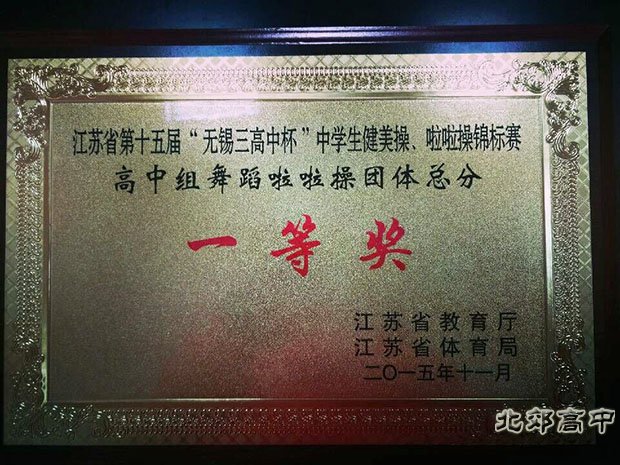 江苏省第十五届“无锡三高中杯”中学生健美操、啦啦操锦标赛
高中组舞蹈啦啦操团体总分
一等奖
江苏省教育厅
江苏省体育局
二〇一五年十一月
北郊高中